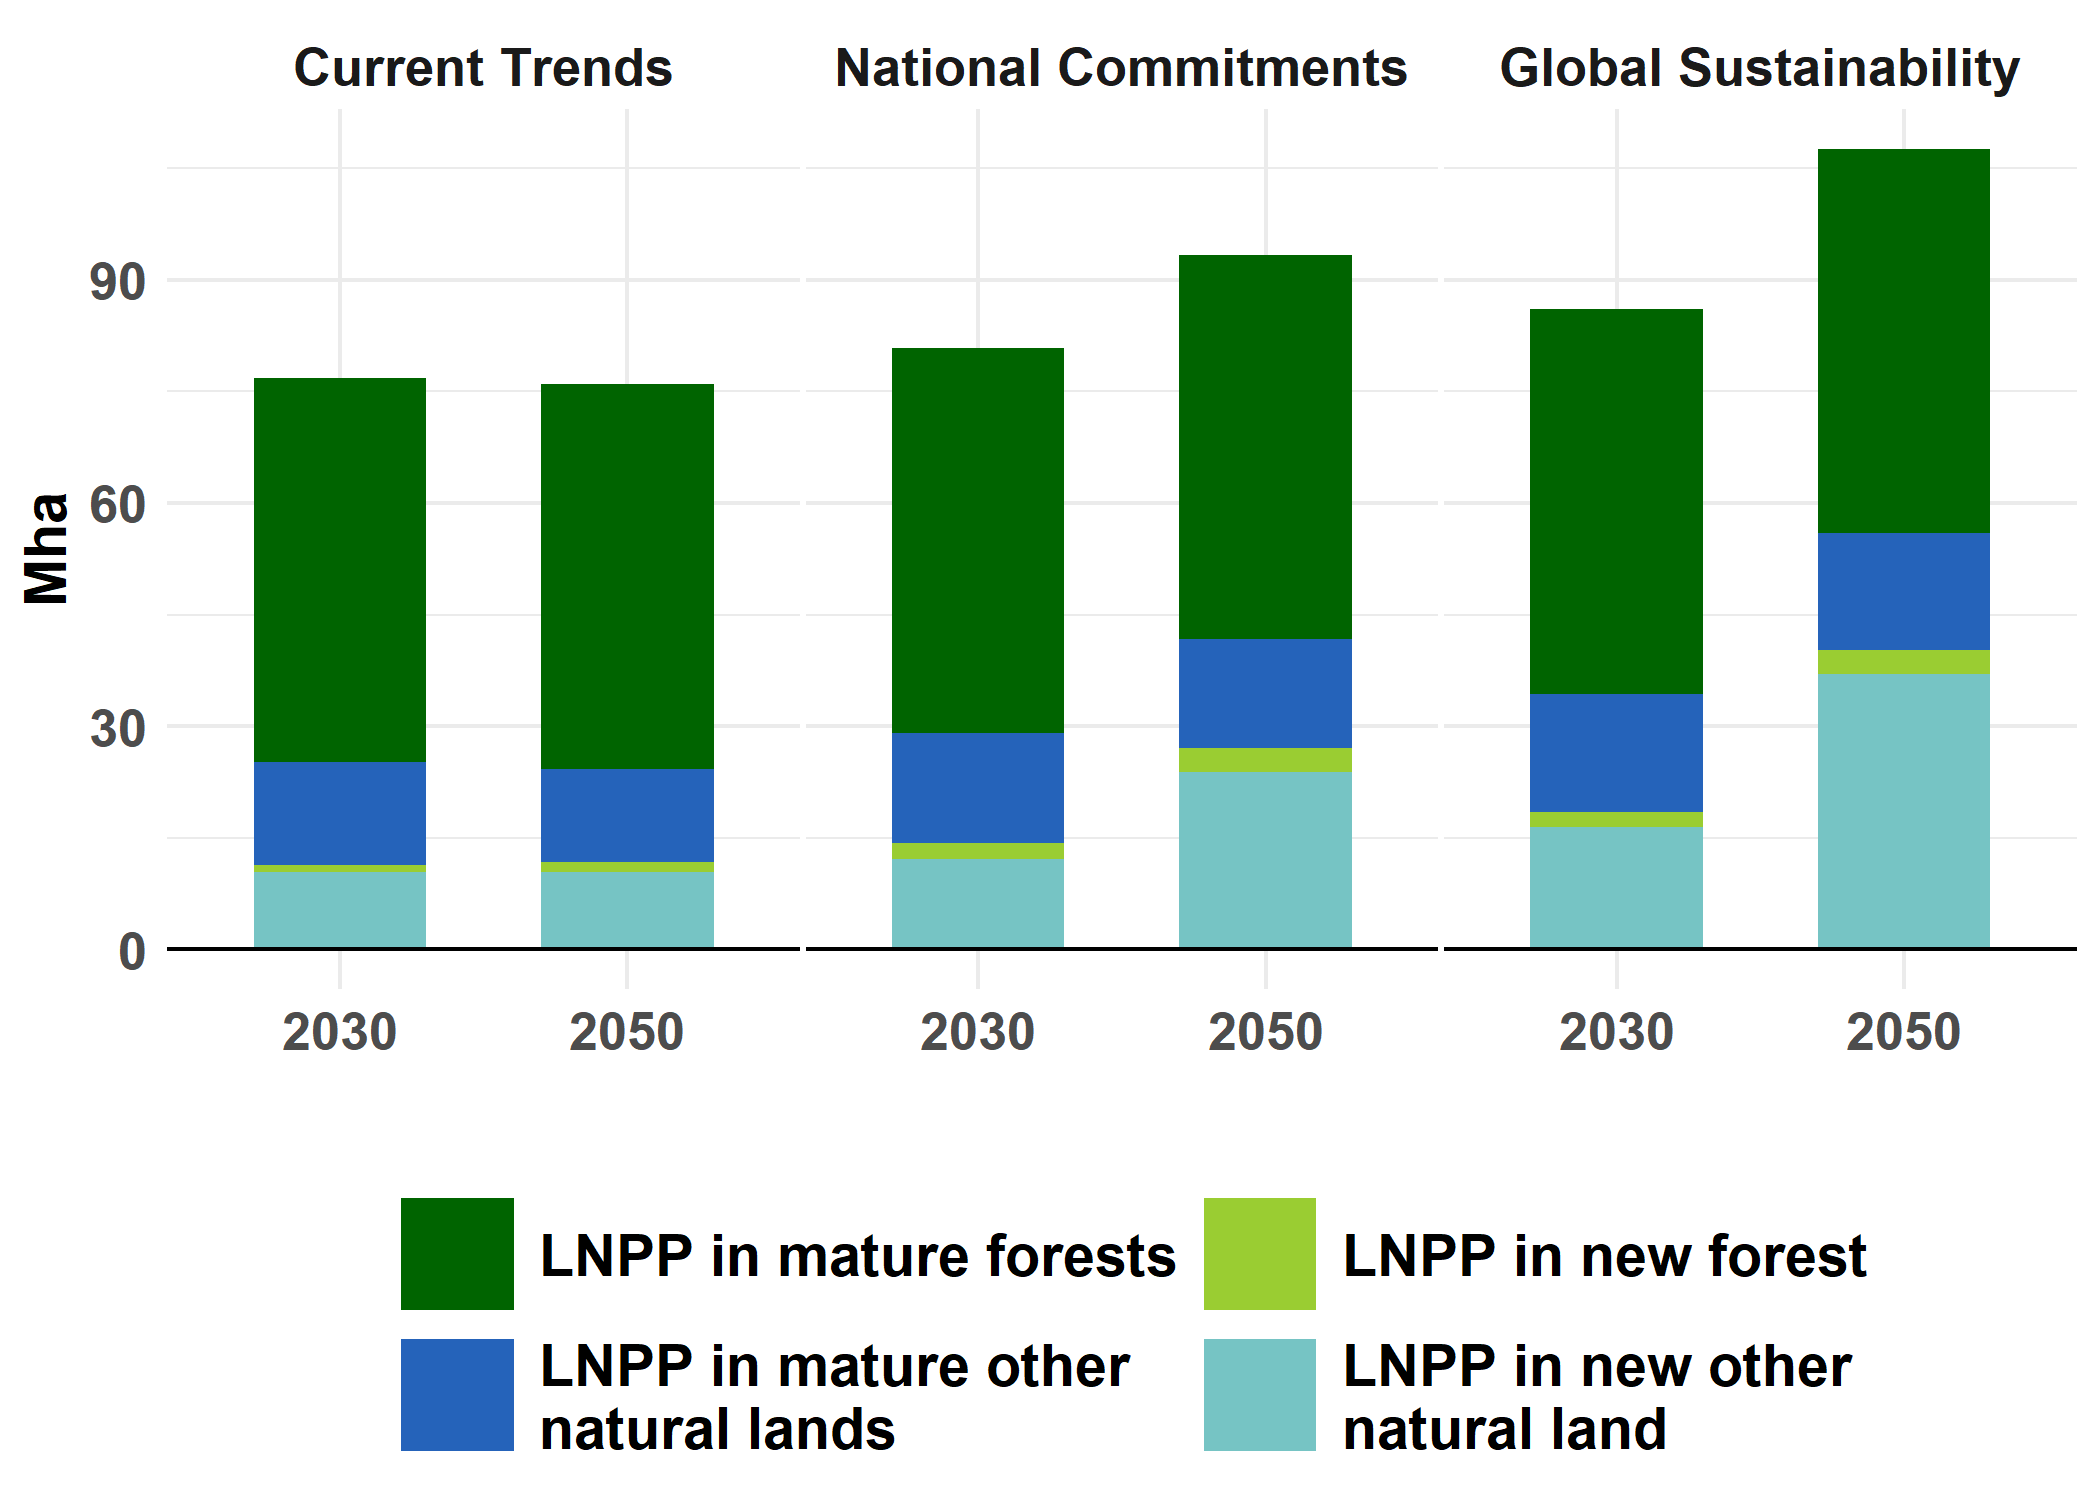 Current Trends
National Commitments
Global Sustainability
Mha
90
60
30
0
2030
2050
2030
2050
2030
2050
LNPP in mature forests
LNPP in new forest
LNPP in mature other
natural lands
LNPP in new other
natural land